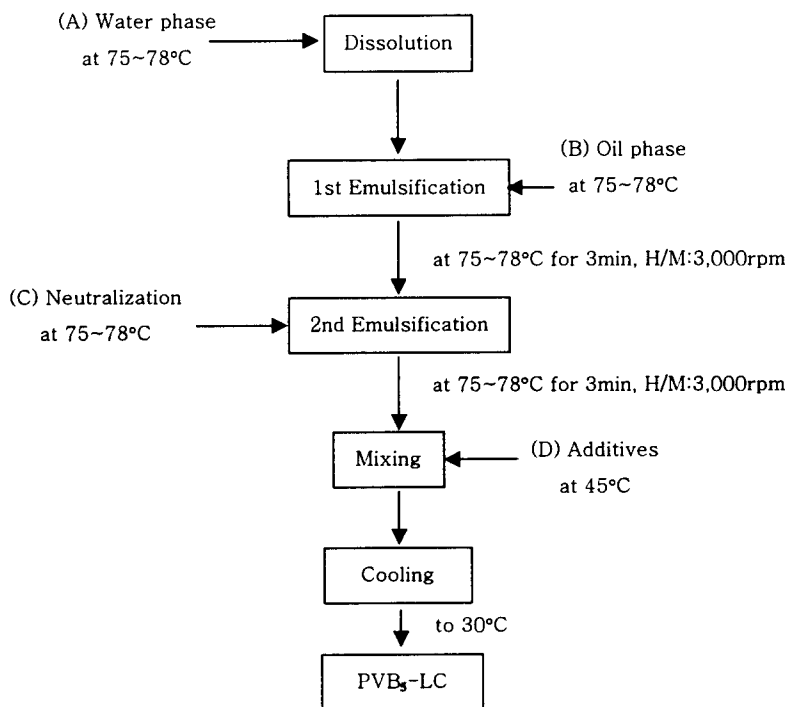 (A) Water phase
at 75~78°C
Dissolution
(B) Oil phase
at 75~78°C
1st Emulsification
at 75~78°C for 3min, H/M:3,000rpm
(C) Neutralization
at 75~78°C
2nd Emulsification
at 75~78°C for 3min, H/M:3,000rpm
Mixing
(D) Additives
at 45°C
Cooling
to 30°C
PVB₅-LC